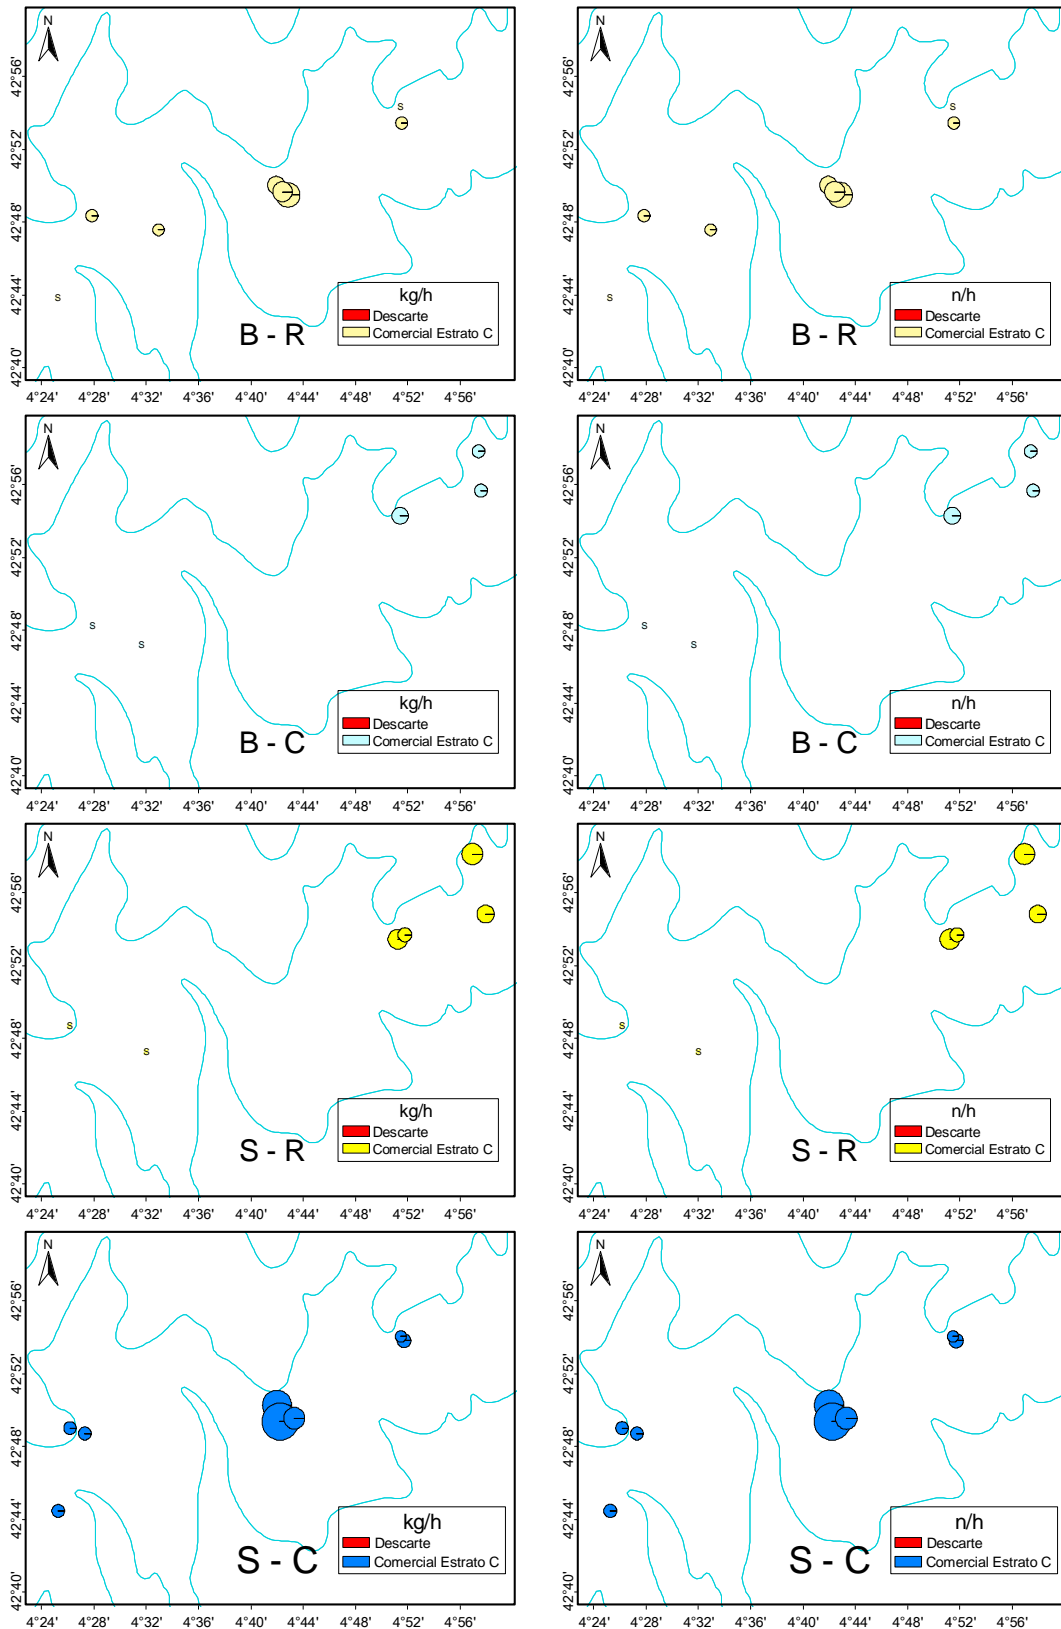 N N
42°56' 42°56'
S S
42°52' 42°52'
42°48' 42°48'
S S
42°44' 42°44'
kg/h n/h
Descarte Descarte
B - R Comercial Estrato C B - R Comercial Estrato C
42°40' 42°40'
4°24' 4°28' 4°32' 4°36' 4°40' 4°44' 4°48' 4°52' 4°56' 4°24' 4°28' 4°32' 4°36' 4°40' 4°44' 4°48' 4°52' 4°56'
N N
42°56' 42°56'
42°52' 42°52'
42°48' S 42°48' S
S S
42°44' 42°44'
kg/h n/h
Descarte Descarte
B - C Comercial Estrato C B - C Comercial Estrato C
42°40' 42°40'
4°24' 4°28' 4°32' 4°36' 4°40' 4°44' 4°48' 4°52' 4°56' 4°24' 4°28' 4°32' 4°36' 4°40' 4°44' 4°48' 4°52' 4°56'
N N
42°56' 42°56'
42°52' 42°52'
42°48' S 42°48' S
S S
42°44' 42°44'
kg/h n/h
Descarte Descarte
S - R Comercial Estrato C S - R Comercial Estrato C
42°40' 42°40'
4°24' 4°28' 4°32' 4°36' 4°40' 4°44' 4°48' 4°52' 4°56' 4°24' 4°28' 4°32' 4°36' 4°40' 4°44' 4°48' 4°52' 4°56'
N N
42°56' 42°56'
42°52' 42°52'
42°48' 42°48'
42°44' 42°44'
kg/h n/h
Descarte Descarte
S - C Comercial Estrato C S - C Comercial Estrato C
42°40' 42°40'
4°24' 4°28' 4°32' 4°36' 4°40' 4°44' 4°48' 4°52' 4°56' 4°24' 4°28' 4°32' 4°36' 4°40' 4°44' 4°48' 4°52' 4°56'